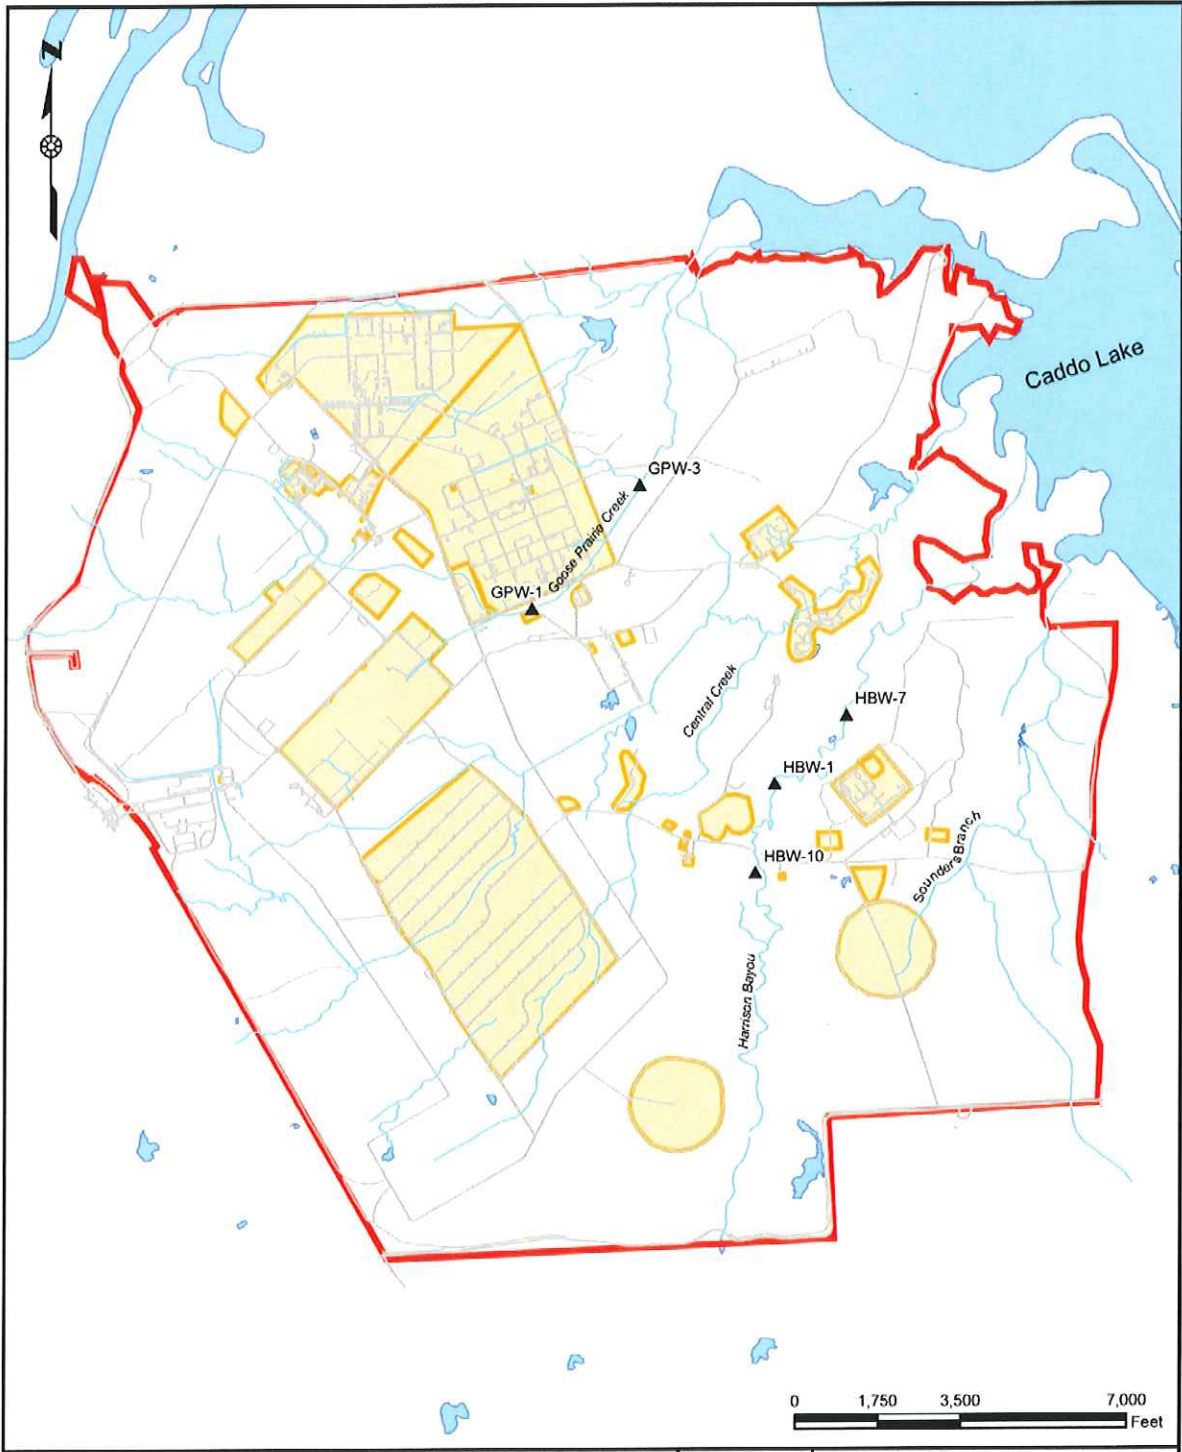 N
Caddo Lake
GPW-3
Goose Prairie Creek
GPW-1
Central Creek
HBW-7
HBW-1
HBW-10
Sounders Branch
Harrison Bayou
0 1,750 3,500 7,000
Feet